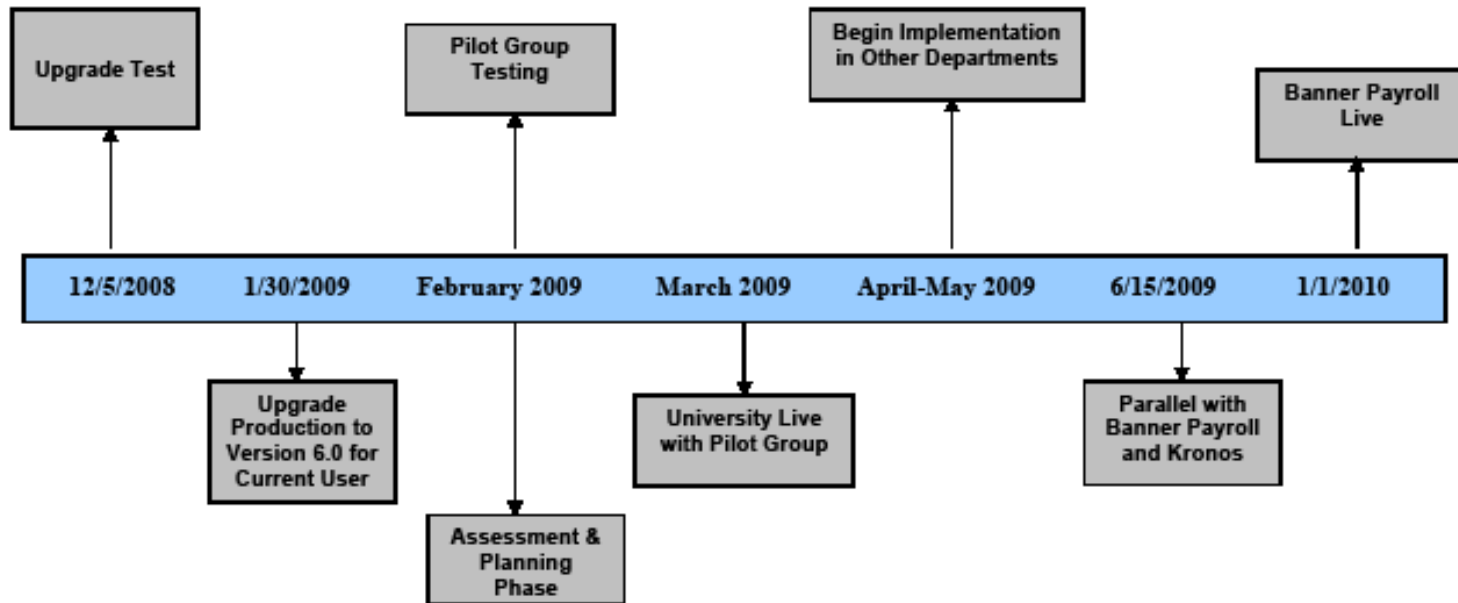 Upgrade Test
Pilot Group
Testing
Begin Implementation
in Other Departments
Banner Payroll
Live
12/5/2008
1/30/2009
February 2009
March 2009
April-May 2009
6/15/2009
1/1/2010
Upgrade
Production to
Version 6.0 for
Current User
Assessment &
Planning
Phase
University Live
with Pilot Group
Parallel with
Banner Payroll
and Kronos